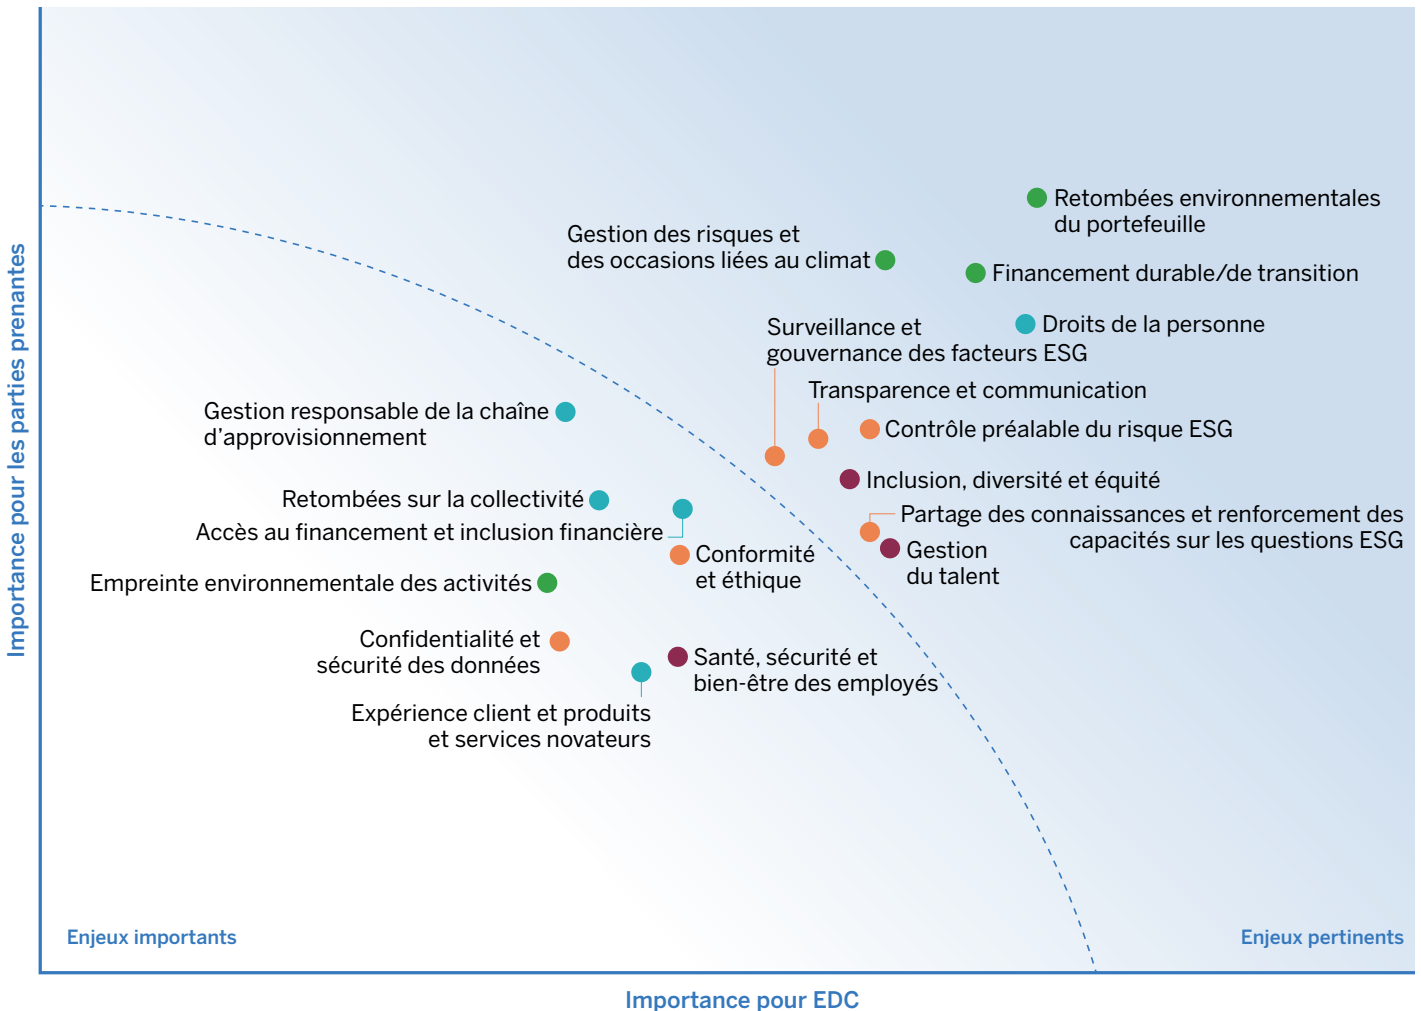 Retombées environnementales
du portefeuille
Gestion des risques et
des occasions liées au climat
Financement durable/de transition
Droits de la personne
Surveillance et
gouvernance des facteurs ESG
Transparence et communication
Contrôle préalable du risque ESG
Gestion responsable de la chaîne
d’approvisionnement
Inclusion, diversité et équité
Retombées sur la collectivité
Partage des connaissances et renforcement des
capacités sur les questions ESG
Accès au financement et inclusion financière
Conformité
et éthique
Gestion
du talent
Empreinte environnementale des activités
Confidentialité et
sécurité des données
Santé, sécurité et
bien-être des employés
Expérience client et produits
et services novateurs
Importance pour les parties prenantes
Enjeux importants
Enjeux pertinents
Importance pour EDC